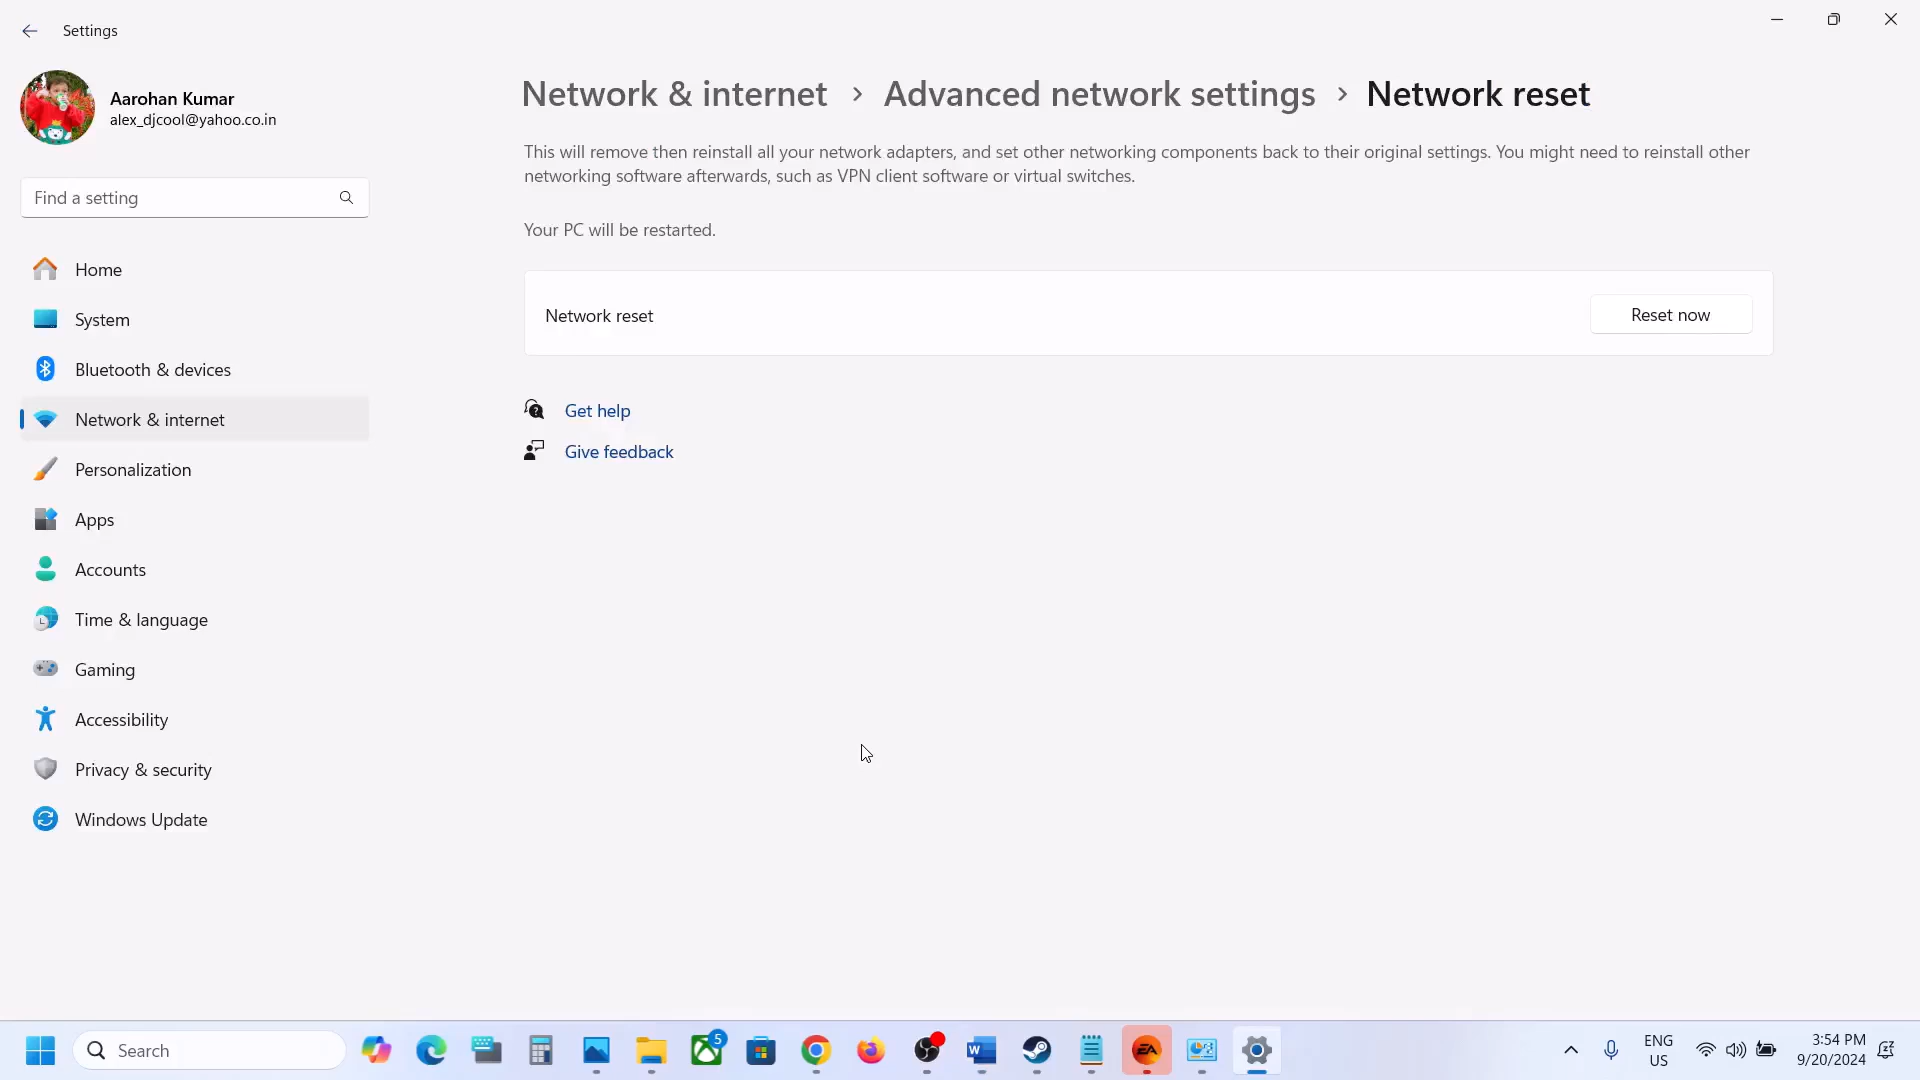 Settings
Aarohan Kumar
alex_djcool@yahoo.co.in
Find a setting
Home
System
Bluetooth & devices
Network & internet
Personalization
Apps
Accounts
Time & language
Gaming
Accessibility
Privacy & security
Windows Update
Network & internet > Advanced network settings > Network reset
This will remove then reinstall all your network adapters, and set other networking components back to their original settings. You might need to reinstall other
networking software afterwards, such as VPN client software or virtual switches.
Your PC will be restarted.
Network reset
Reset now
Get help
Give feedback
Search
5
EA
ENG
US
3:54 PM
9/20/2024